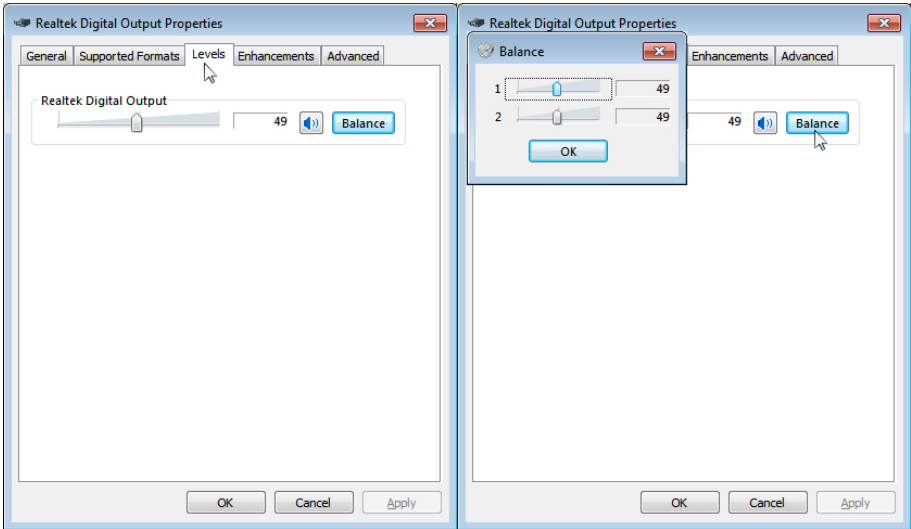 Realtek Digital Output Properties
General Supported Formats Levels Enhancements Advanced
Realtek Digital Output
49 Balance
OK Cancel Apply
Realtek Digital Output Properties
Enhancements Advanced
Balance
1 49
2 49
OK
49 Balance
OK Cancel Apply